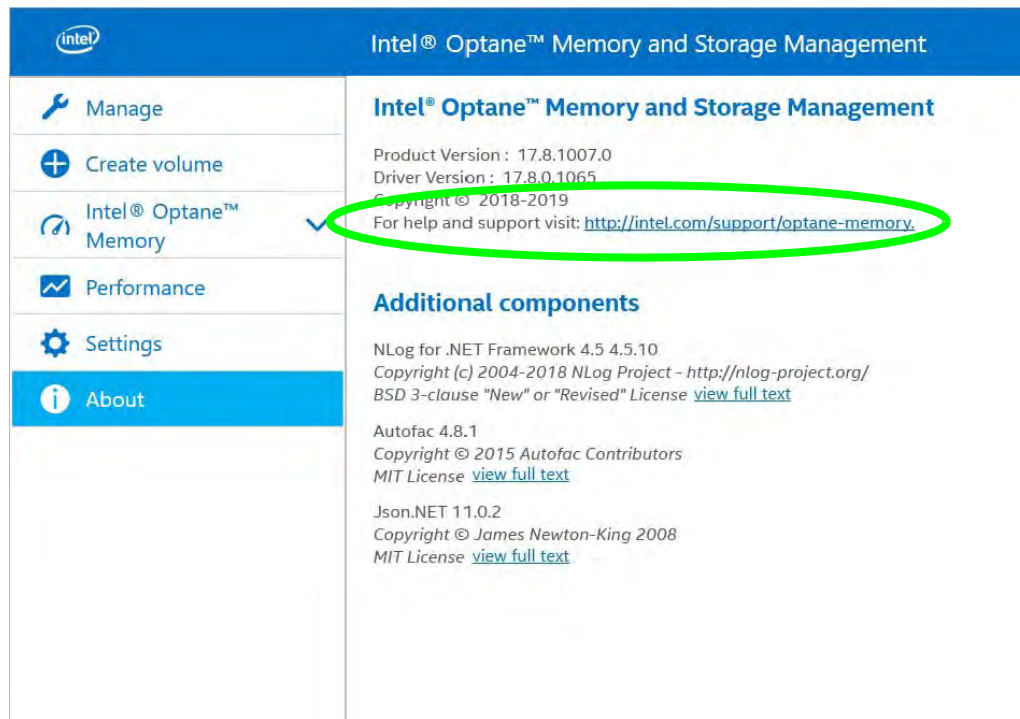 intel
Intel® Optane™ Memory and Storage Management
Manage
Create volume
Intel® Optane™
Memory
Performance
Settings
About
Intel® Optane™ Memory and Storage Management
Product Version : 17.8.1007.0
Driver Version : 17.8.0.1065
Copyright © 2018-2019
For help and support visit: http://intel.com/support/optane-memory.
Additional components
NLog for .NET Framework 4.5 4.5.10
Copyright (c) 2004-2018 NLog Project - http://nlog-project.org/
BSD 3-clause "New" or "Revised" License view full text
Autofac 4.8.1
Copyright © 2015 Autofac Contributors
MIT License view full text
Json.NET 11.0.2
Copyright © James Newton-King 2008
MIT License view full text